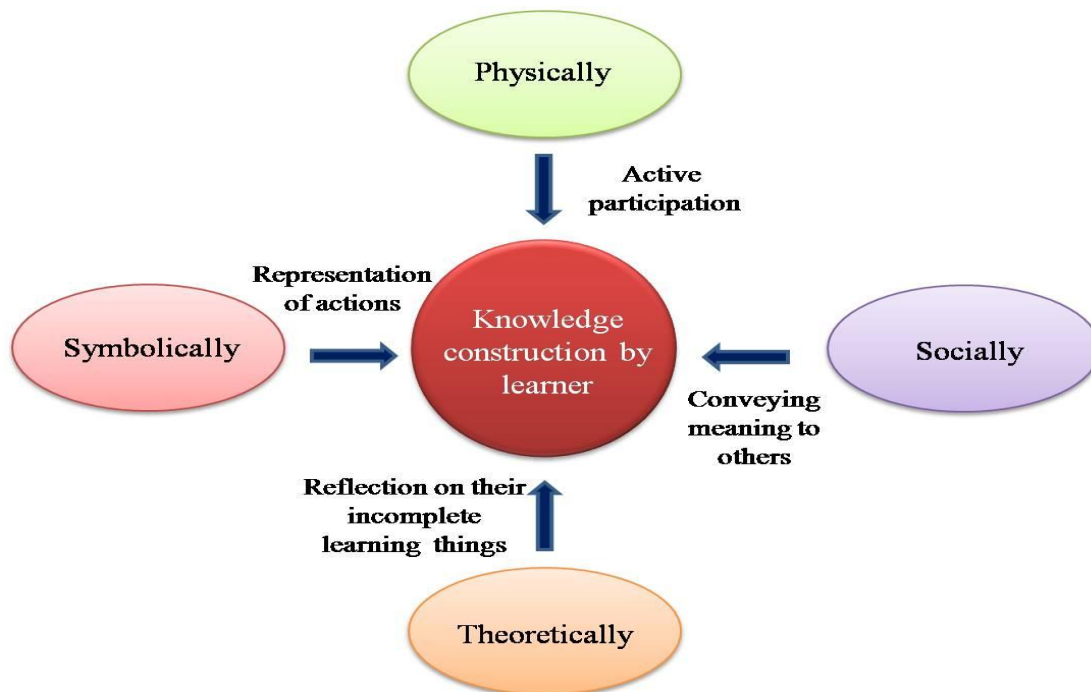 Physically
Active
participation
Representation
of actions
Symbolically
Knowledge
construction by
learner
Socially
Conveying
meaning to
others
Reflection on their
incomplete
learning things
Theoretically